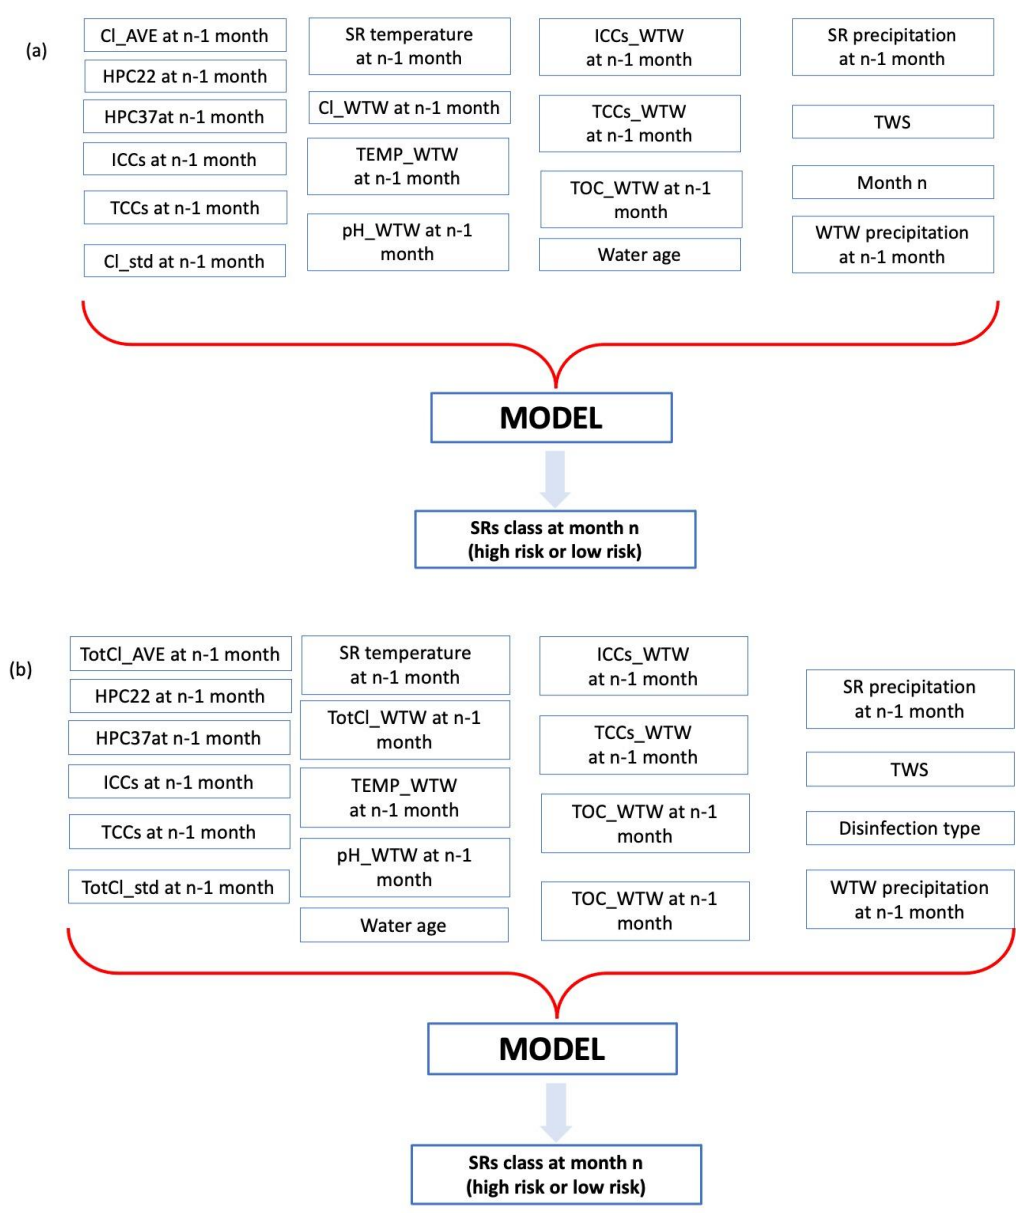 (a)
Cl_AVE at n-1 month
HPC22 at n-1 month
HPC37at n-1 month
ICCs at n-1 month
TCCs at n-1 month
Cl_std at n-1 month
SR temperature
at n-1 month
Cl_WTW at n-1 month
TEMP_WTW
at n-1 month
pH_WTW at n-1
month
ICCs_WTW
at n-1 month
TCCs_WTW
at n-1 month
TOC_WTW at n-1
month
Water age
SR precipitation
at n-1 month
TWS
Month n
WTW precipitation
at n-1 month
MODEL
SRs class at month n
(high risk or low risk)
(b)
TotCl_AVE at n-1 month
HPC22 at n-1 month
HPC37at n-1 month
ICCs at n-1 month
TCCs at n-1 month
TotCl_std at n-1 month
SR temperature
at n-1 month
TotCl_WTW at n-1
month
TEMP_WTW
at n-1 month
pH_WTW at n-1
month
Water age
ICCs_WTW
at n-1 month
TCCs_WTW
at n-1 month
TOC_WTW at n-1
month
TOC_WTW at n-1
month
SR precipitation
at n-1 month
TWS
Disinfection type
WTW precipitation
at n-1 month
MODEL
SRs class at month n
(high risk or low risk)